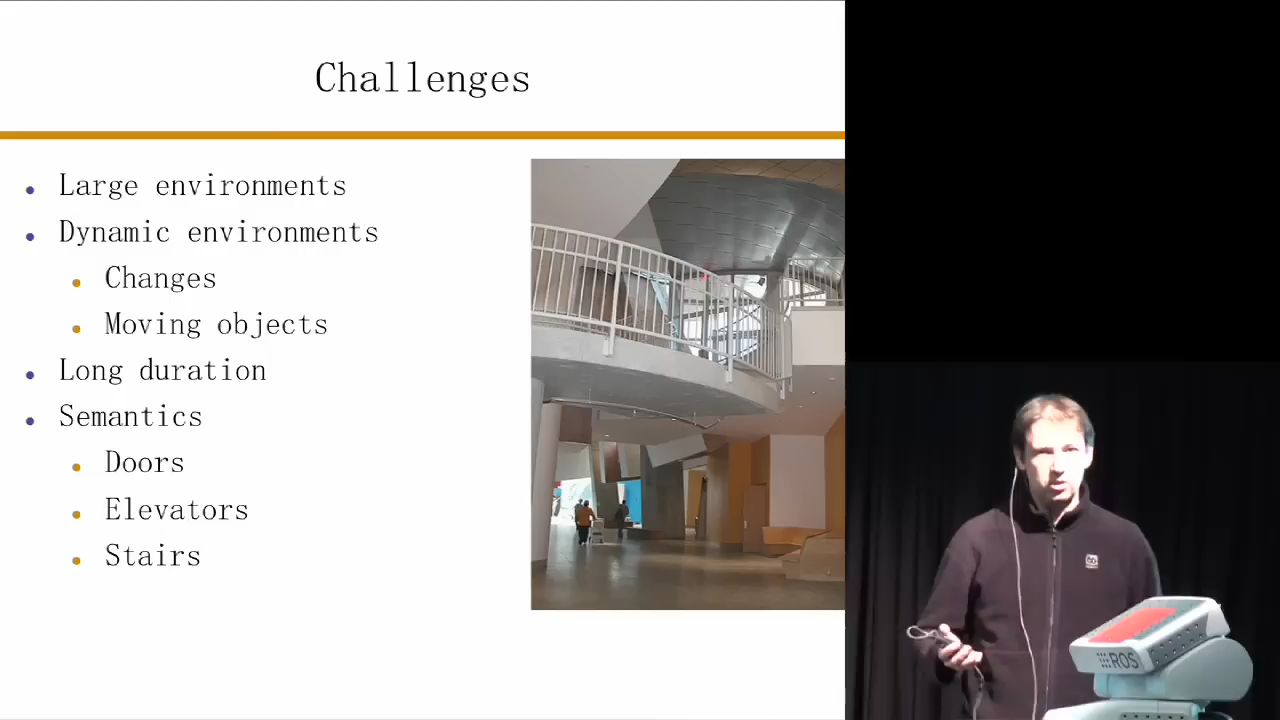 Challenges
• Large environments
• Dynamic environments
• Changes
• Moving objects
• Long duration
• Semantics
• Doors
• Elevators
• Stairs
ROS